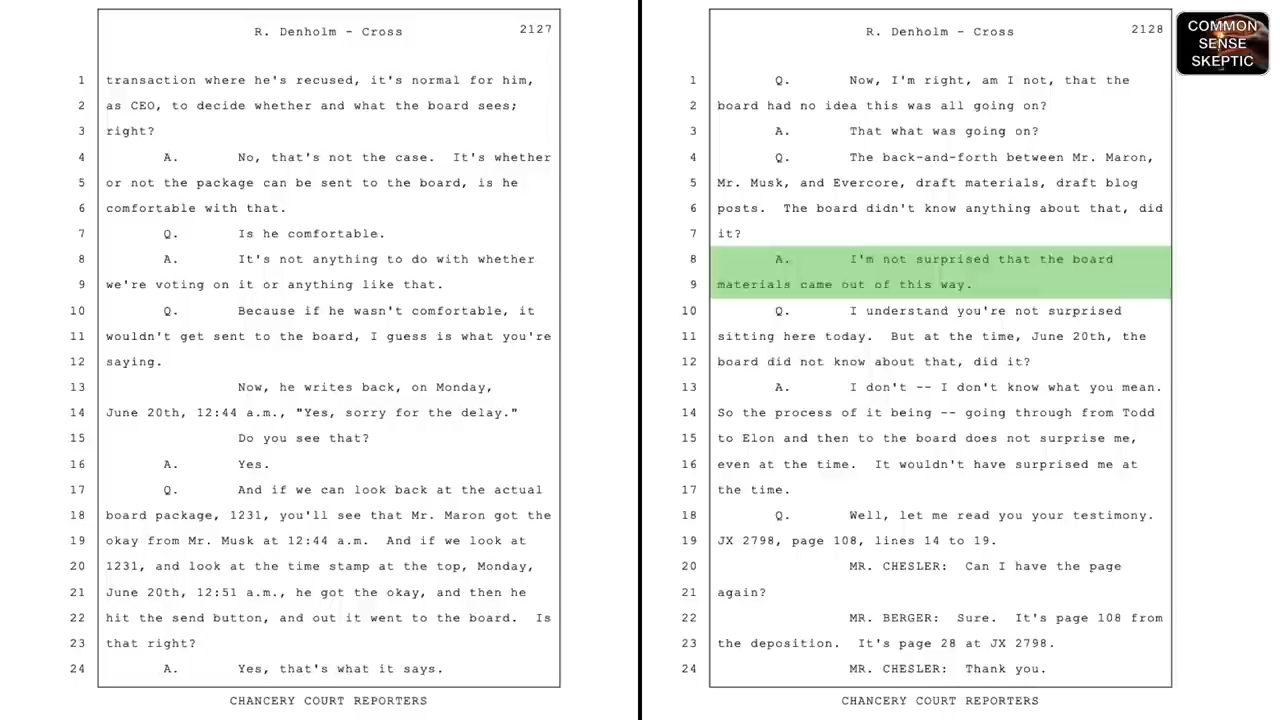 R. Denholm - Cross 2127
1 transaction where he's recused, it's normal for him,
2 as CEO, to decide whether and what the board sees;
3 right?
4 A. No, that's not the case. It's whether
5 or not the package can be sent to the board, is he
6 comfortable with that.
7 Q. Is he comfortable.
8 A. It's not anything to do with whether
9 we're voting on it or anything like that.
10 Q. Because if he wasn't comfortable, it
11 wouldn't get sent to the board, I guess is what you're
12 saying.
13 Now, he writes back, on Monday,
14 June 20th, 12:44 a.m., "Yes, sorry for the delay."
15 Do you see that?
16 A. Yes.
17 Q. And if we can look back at the actual
18 board package, 1231, you'll see that Mr. Maron got the
19 okay from Mr. Musk at 12:44 a.m. And if we look at
20 1231, and look at the time stamp at the top, Monday,
21 June 20th, 12:51 a.m., he got the okay, and then he
22 hit the send button, and out it went to the board. Is
23 that right?
24 A. Yes, that's what it says.
CHANCERY COURT REPORTERS
R. Denholm - Cross 2128
1 Q. Now, I'm right, am I not, that the
2 board had no idea this was all going on?
3 A. That what was going on?
4 Q. The back-and-forth between Mr. Maron,
5 Mr. Musk, and Evercore, draft materials, draft blog
6 posts. The board didn't know anything about that, did
7 it?
8 A. I'm not surprised that the board
9 materials came out of this way.
10 Q. I understand you're not surprised
11 sitting here today. But at the time, June 20th, the
12 board did not know about that, did it?
13 A. I don't -- I don't know what you mean.
14 So the process of it being -- going through from Todd
15 to Elon and then to the board does not surprise me,
16 even at the time. It wouldn't have surprised me at
17 the time.
18 Q. Well, let me read you your testimony.
19 JX 2798, page 108, lines 14 to 19.
20 MR. CHESLER: Can I have the page
21 again?
22 MR. BERGER: Sure. It's page 108 from
23 the deposition. It's page 28 at JX 2798.
24 MR. CHESLER: Thank you.
CHANCERY COURT REPORTERS
COMMON
SENSE
SKEPTIC